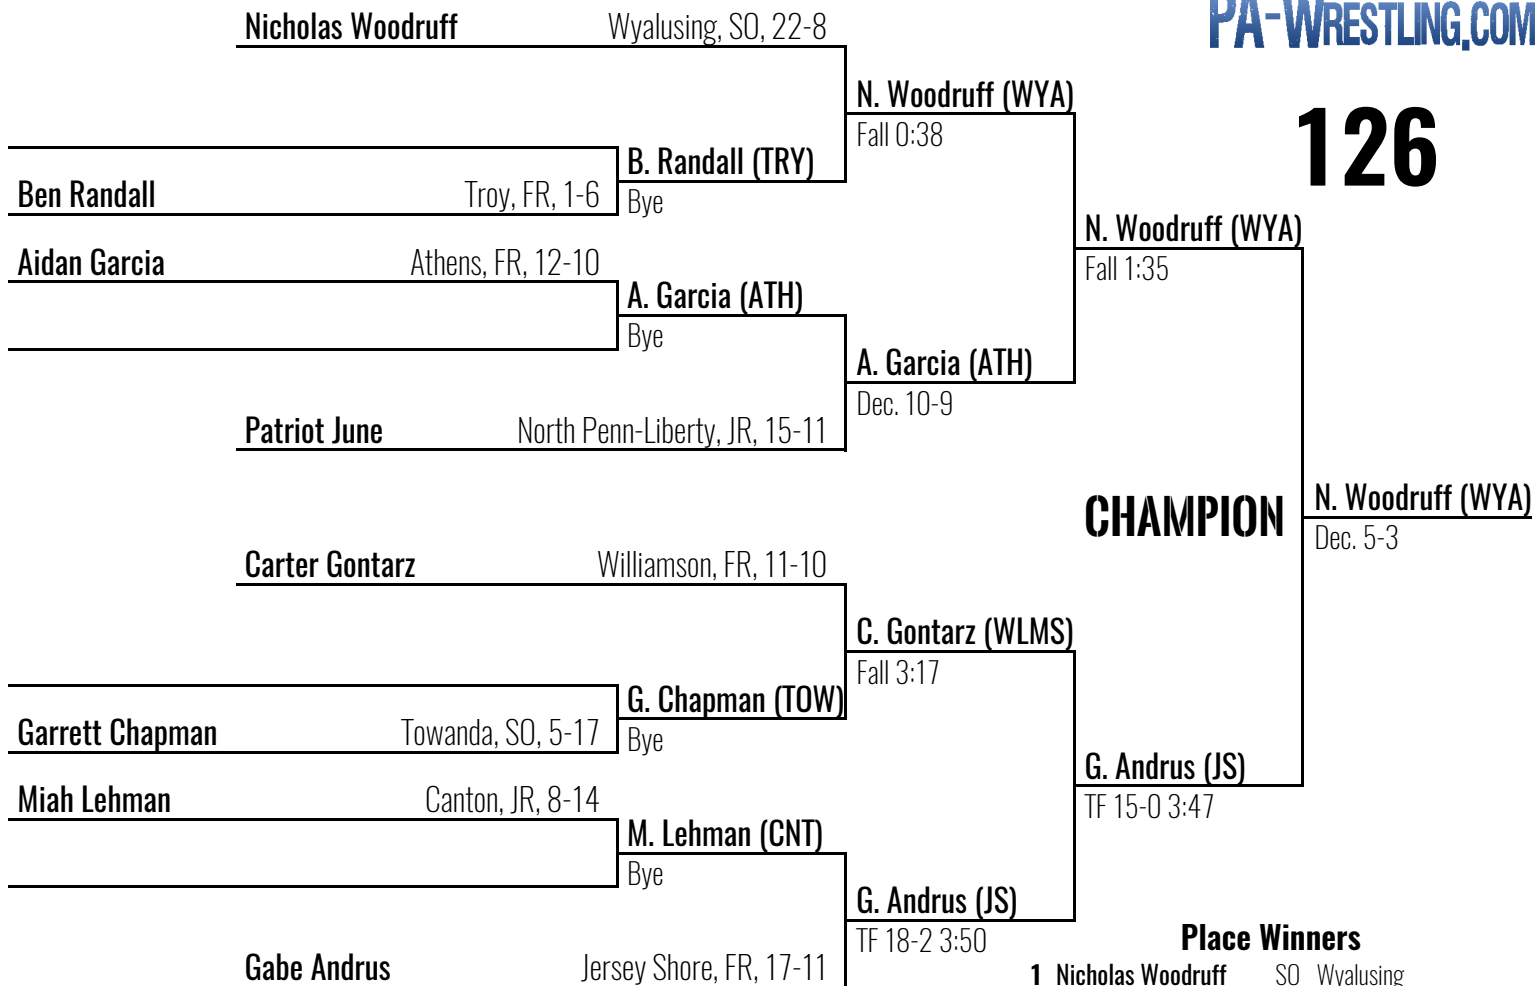 PA-WRESTLING.COM
126
Nicholas Woodruff Wyalusing, SO, 22-8
N. Woodruff (WYA)
Fall 0:38
B. Randall (TRY)
Ben Randall Troy, FR, 1-6
Bye
N. Woodruff (WYA)
Fall 1:35
Aidan Garcia Athens, FR, 12-10
A. Garcia (ATH)
Bye
A. Garcia (ATH)
Dec. 10-9
Patriot June North Penn-Liberty, JR, 15-11
CHAMPION
N. Woodruff (WYA)
Dec. 5-3
Carter Gontarz Williamson, FR, 11-10
C. Gontarz (WLMS)
Fall 3:17
G. Chapman (TOW)
Garrett Chapman Towanda, SO, 5-17
Bye
G. Andrus (JS)
TF 15-0 3:47
Miah Lehman Canton, JR, 8-14
M. Lehman (CNT)
Bye
G. Andrus (JS)
TF 18-2 3:50
Gabe Andrus Jersey Shore, FR, 17-11
Place Winners
1 Nicholas Woodruff SO Wyalusing